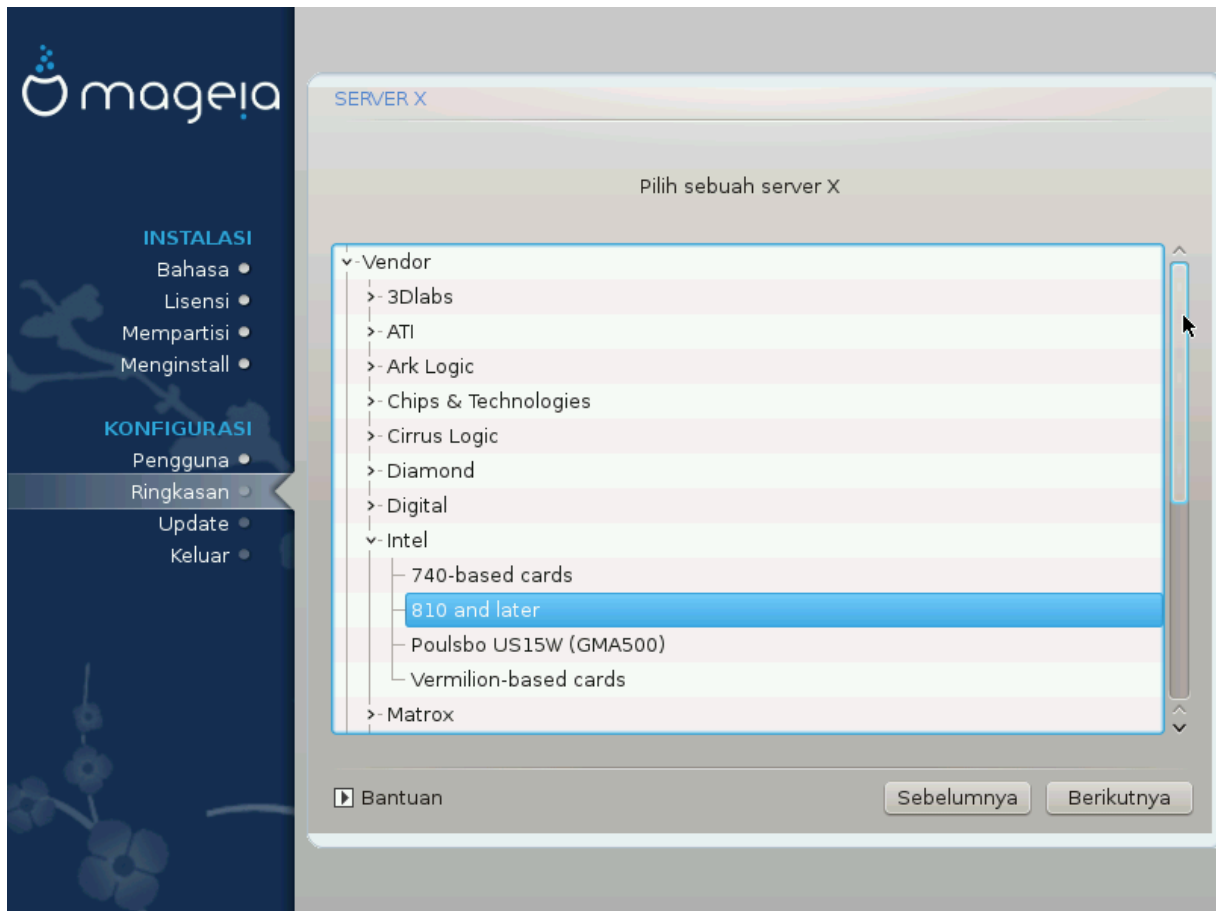 mageia
INSTALASI
Bahasa
Lisensi
Mempartisi
Menginstall
KONFIGURASI
Pengguna
Ringkasan
Update
Keluar
SERVER X
Pilih sebuah server X
Vendor
3Dlabs
ATI
Ark Logic
Chips & Technologies
Cirrus Logic
Diamond
Digital
Intel
740-based cards
810 and later
Poulsbo US15W (GMA500)
Vermilion-based cards
Matrox
Bantuan
Sebelumnya
Berikutnya